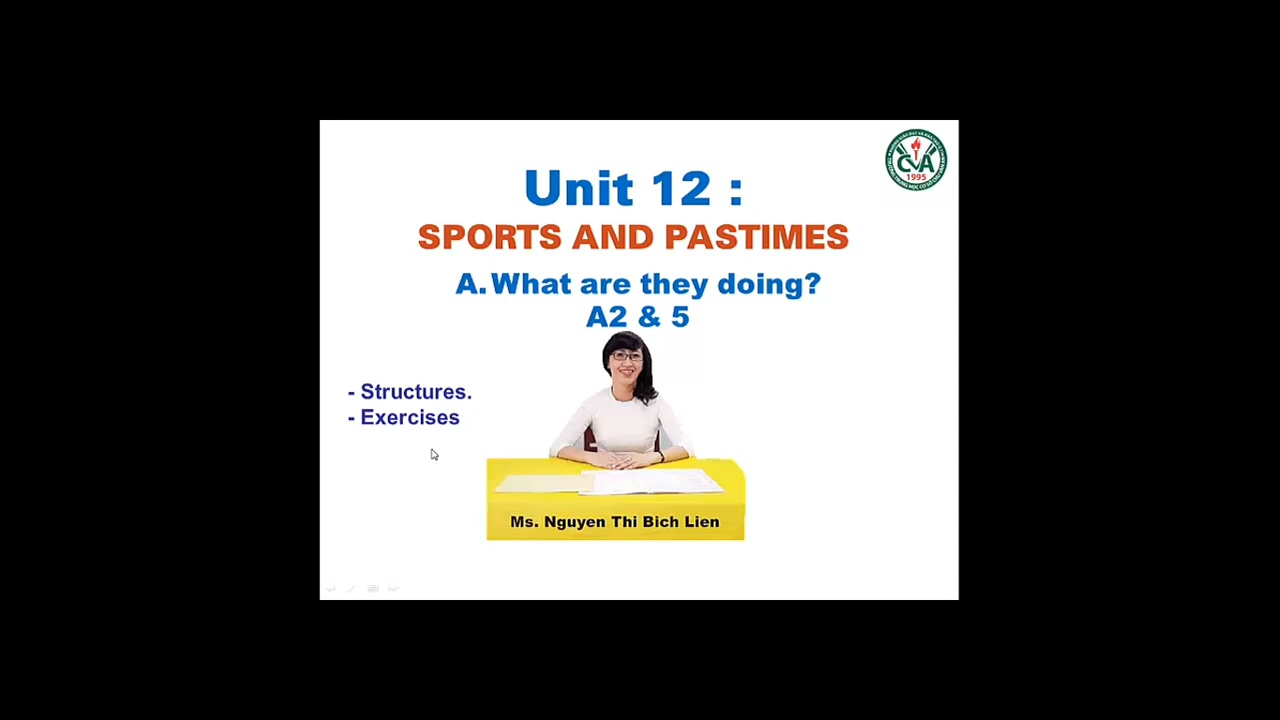 Unit 12 :
SPORTS AND PASTIMES
A. What are they doing?
A2 & 5
- Structures.
- Exercises
Ms. Nguyen Thi Bich Lien
CVA
1995